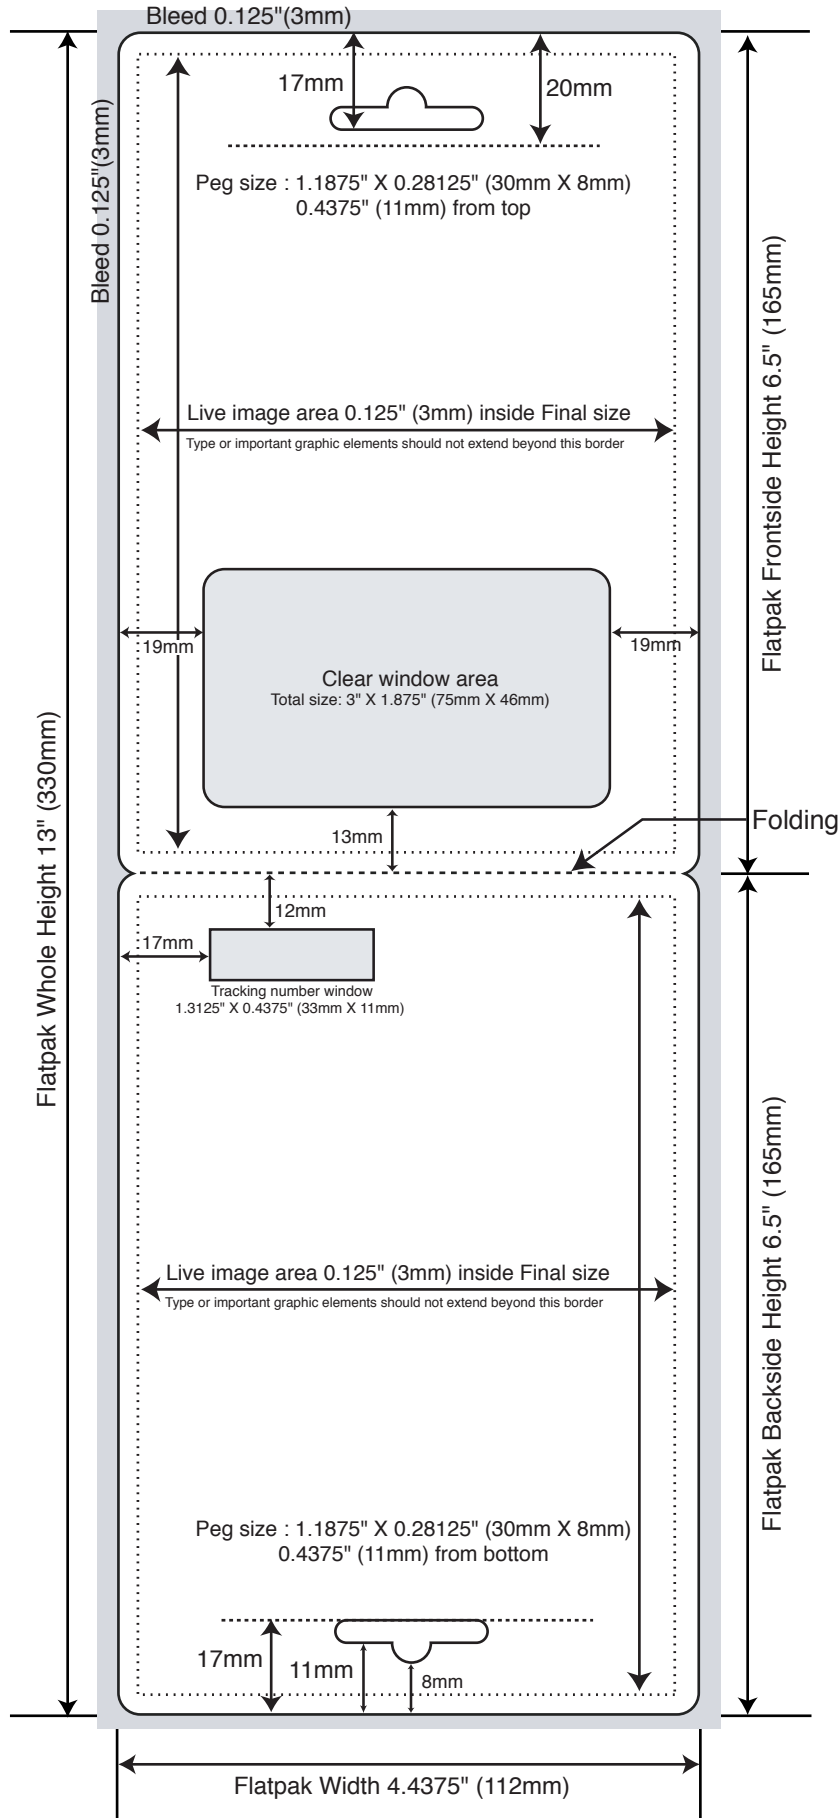 Bleed 0.125"(3mm)
Bleed 0.125"(3mm)
17mm
20mm
Peg size : 1.1875" X 0.28125" (30mm X 8mm)
0.4375" (11mm) from top
Flatpak Frontside Height 6.5" (165mm)
Live image area 0.125" (3mm) inside Final size
Type or important graphic elements should not extend beyond this border
19mm
19mm
Clear window area
Total size: 3" X 1.875" (75mm X 46mm)
Flatpak Whole Height 13" (330mm)
13mm
Folding
12mm
17mm
Tracking number window
1.3125" X 0.4375" (33mm X 11mm)
Flatpak Backside Height 6.5" (165mm)
Live image area 0.125" (3mm) inside Final size
Type or important graphic elements should not extend beyond this border
Peg size : 1.1875" X 0.28125" (30mm X 8mm)
0.4375" (11mm) from bottom
17mm
11mm
8mm
Flatpak Width 4.4375" (112mm)